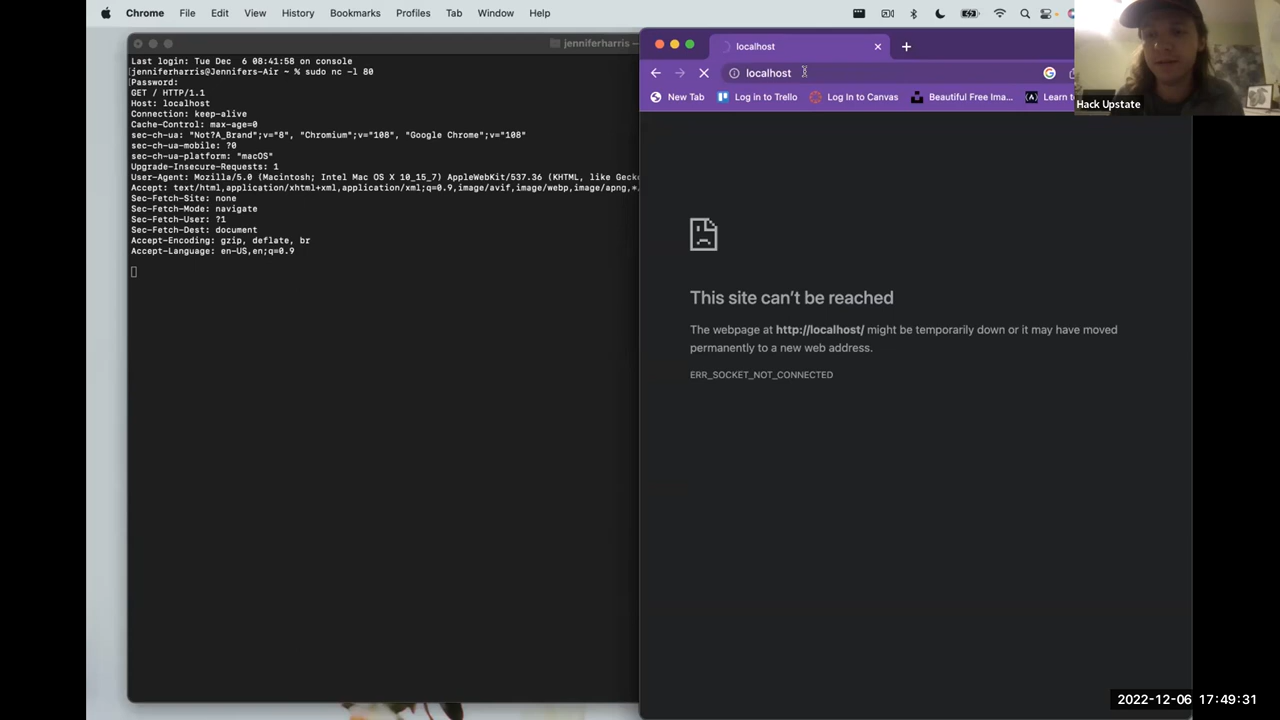 Chrome File Edit View History Bookmarks Profiles Tab Window Help
jenniferharris —
Last login: Tue Dec  6 08:41:58 on console
[jenniferharris@Jennifers-Air ~ % sudo nc -l 80
[Password:
GET / HTTP/1.1
Host: localhost
Connection: keep-alive
Cache-Control: max-age=0
sec-ch-ua: "Not?A_Brand";v="8", "Chromium";v="108", "Google Chrome";v="108"
sec-ch-ua-mobile: ?0
sec-ch-ua-platform: "macOS"
Upgrade-Insecure-Requests: 1
User-Agent: Mozilla/5.0 (Macintosh; Intel Mac OS X 10_15_7) AppleWebKit/537.36 (KHTML, like Gecko
Accept: text/html,application/xhtml+xml,application/xml;q=0.9,image/avif,image/webp,image/apng,*
Sec-Fetch-Site: none
Sec-Fetch-Mode: navigate
Sec-Fetch-User: ?1
Sec-Fetch-Dest: document
Accept-Encoding: gzip, deflate, br
Accept-Language: en-US,en;q=0.9
localhost
localhost
New Tab Log in to Trello Log In to Canvas Beautiful Free Ima... Learn to
This site can't be reached
The webpage at http://localhost/ might be temporarily down or it may have moved
permanently to a new web address.
ERR_SOCKET_NOT_CONNECTED
Hack Upstate
2022-12-06 17:49:31